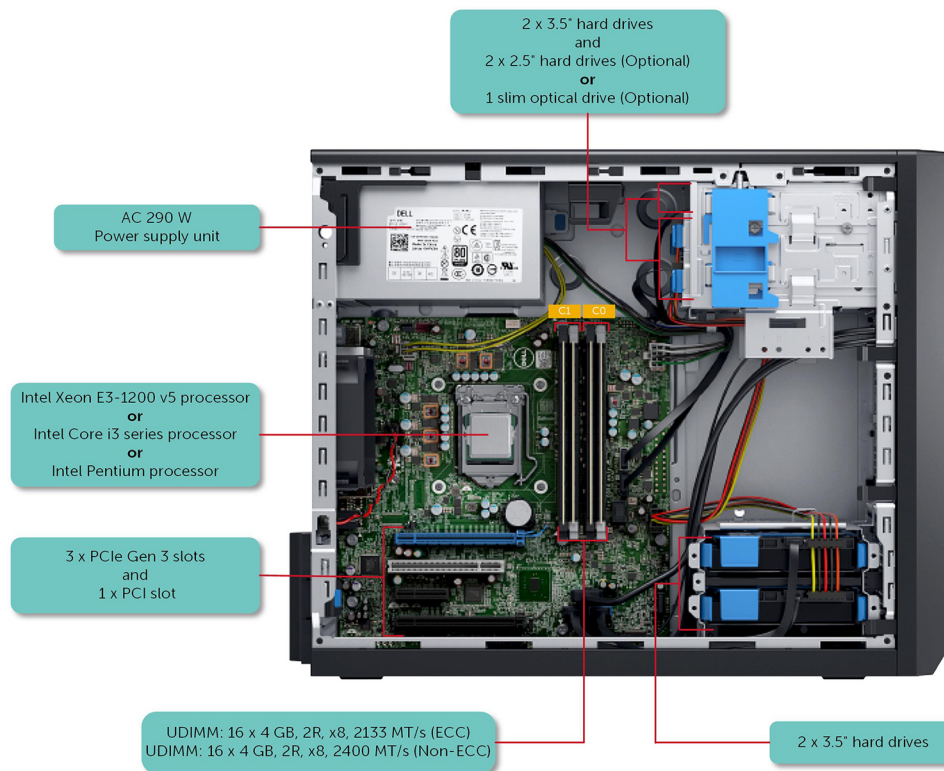 2 x 3.5" hard drives
and
2 x 2.5" hard drives (Optional)
or
1 slim optical drive (Optional)
AC 290 W
Power supply unit
DELL
80
C1
C0
DELL
Intel Xeon E3-1200 v5 processor
or
Intel Core i3 series processor
or
Intel Pentium processor
3 x PCIe Gen 3 slots
and
1 x PCI slot
UDIMM: 16 x 4 GB, 2R, x8, 2133 MT/s (ECC)
UDIMM: 16 x 4 GB, 2R, x8, 2400 MT/s (Non-ECC)
2 x 3.5" hard drives